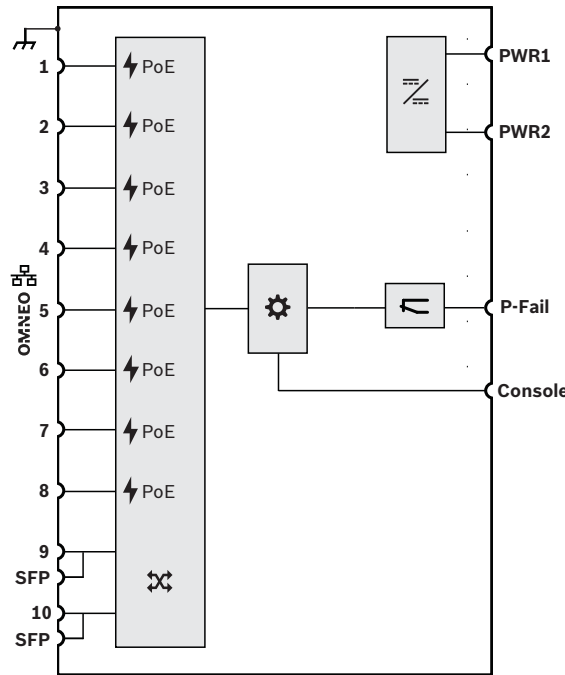 1 PoE
2 PoE
3 PoE
4 PoE
OMNEO
5 PoE
6 PoE
7 PoE
8 PoE
9
SFP
10
SFP
PWR1
PWR2
P-Fail
Console